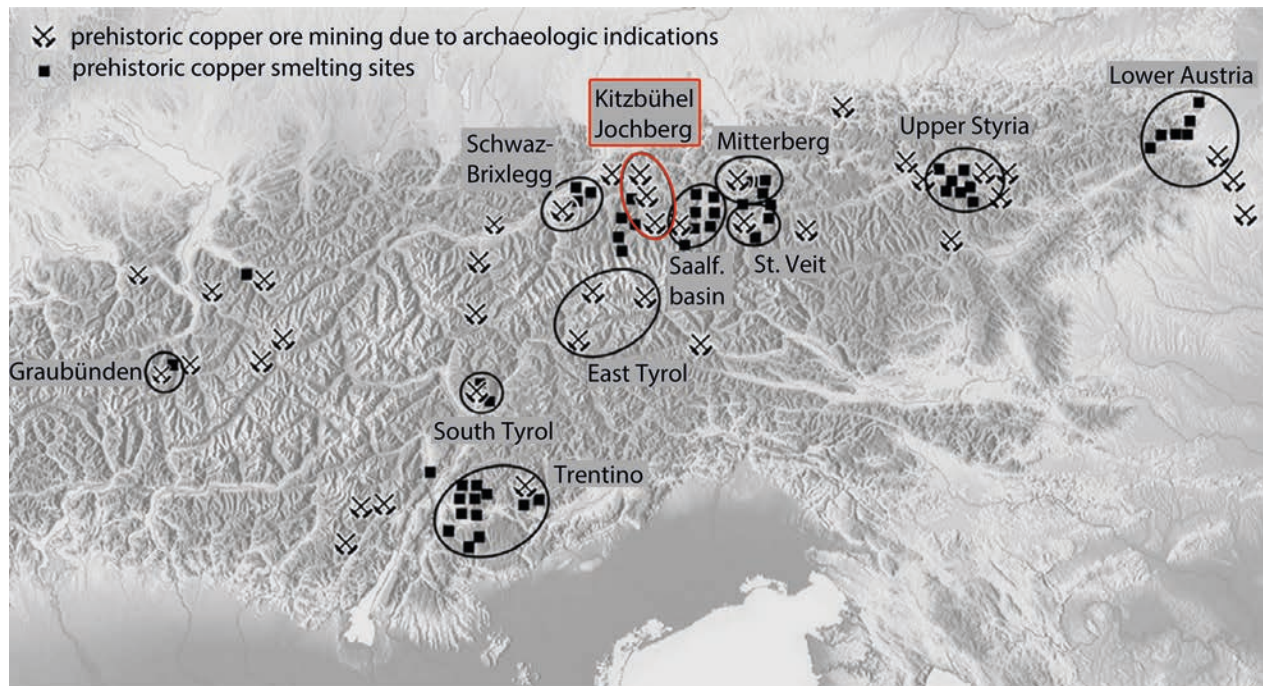 prehistoric copper ore mining due to archaeologic indications
prehistoric copper smelting sites
Lower Austria
Kitzbühel
Jochberg
Upper Styria
Mitterberg
Schwaz-
Brixlegg
Saalf.
basin
St. Veit
Graubünden
East Tyrol
South Tyrol
Trentino